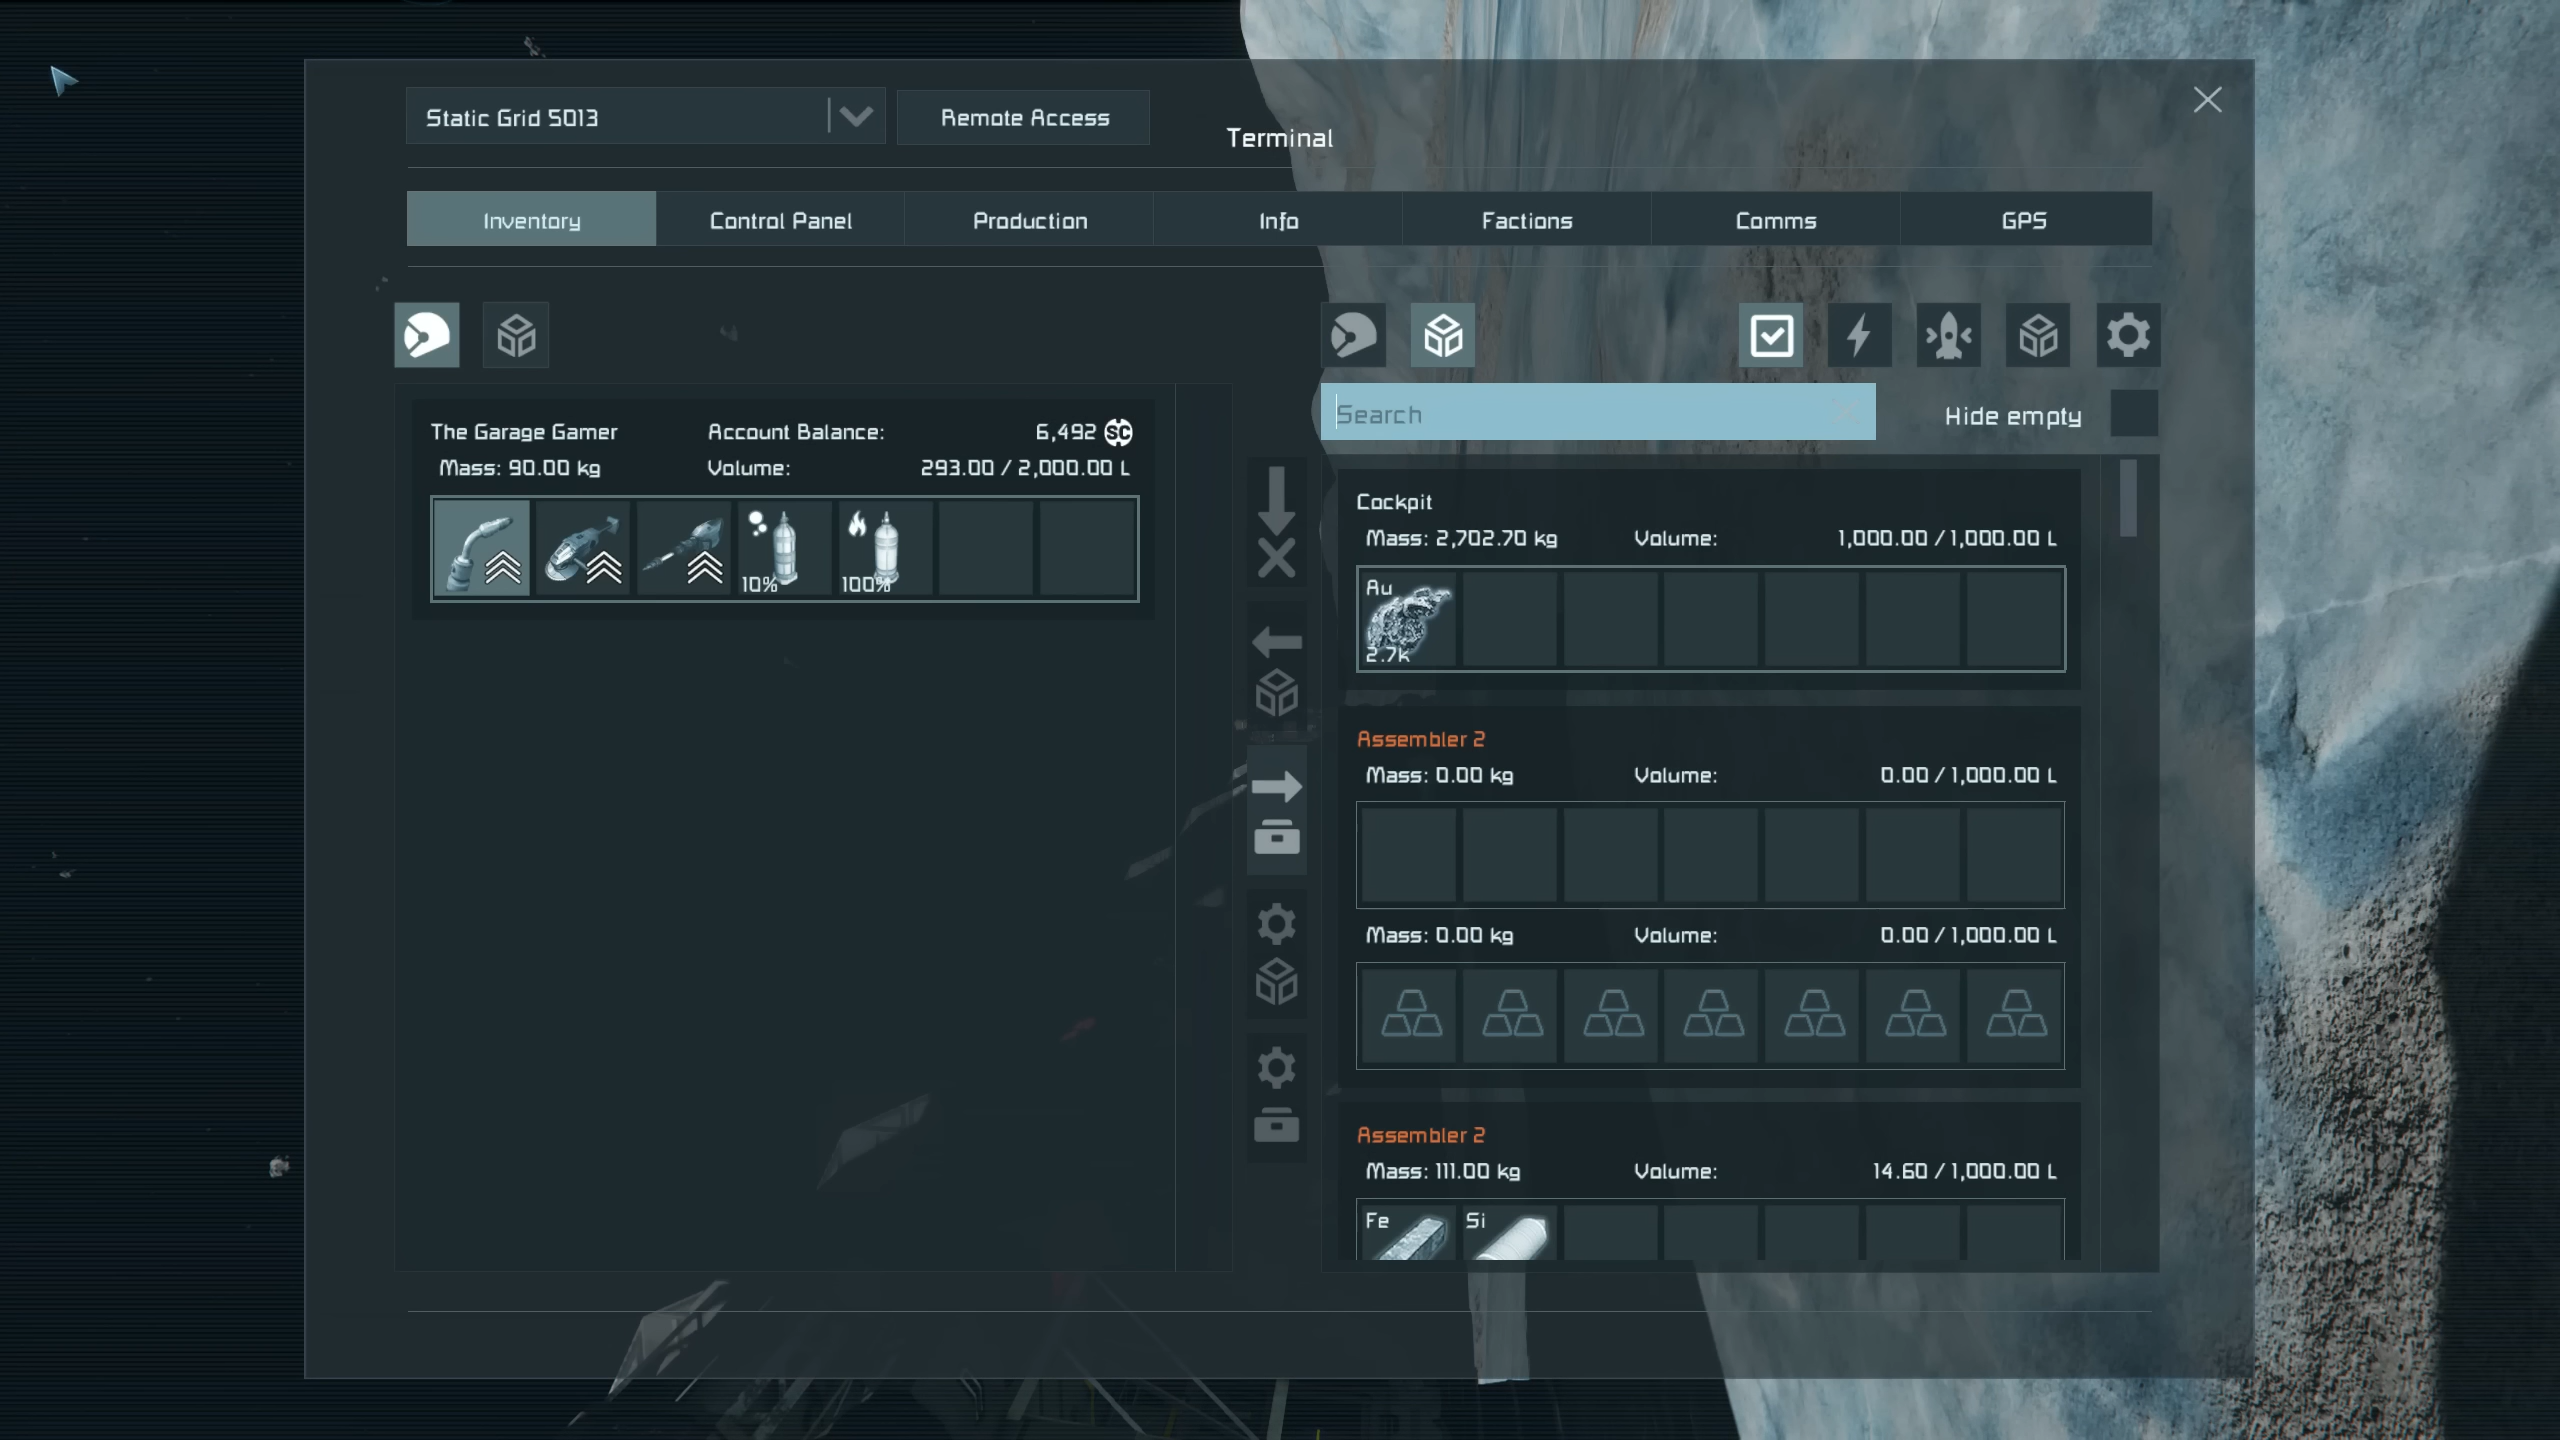 Static Grid 5013
Remote Access
Terminal
Inventory
Control Panel
Production
Info
Factions
Comms
GPS
Search
Hide empty
The Garage Gamer
Account Balance:
6,492 SC
Mass: 90.00 kg
Volume:
293.00 / 2,000.00 L
10%
100%
Cockpit
Mass: 2,702.70 kg
Volume:
1,000.00 / 1,000.00 L
Au
2.7k
Assembler 2
Mass: 0.00 kg
Volume:
0.00 / 1,000.00 L
Mass: 0.00 kg
Volume:
0.00 / 1,000.00 L
Assembler 2
Mass: 111.00 kg
Volume:
14.60 / 1,000.00 L
Fe
Si